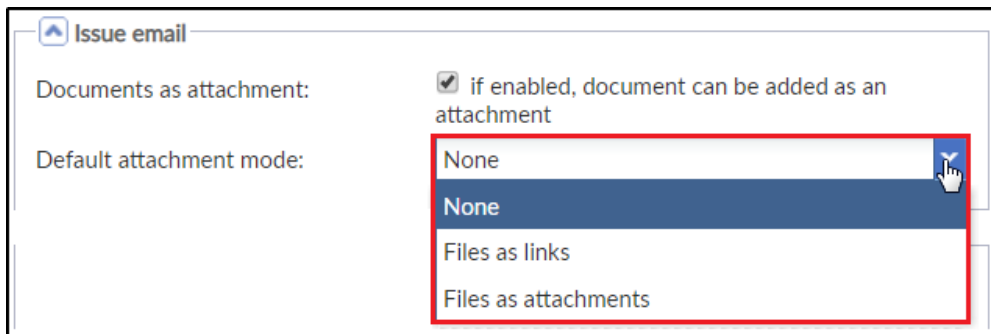 Issue email
Documents as attachment:
if enabled, document can be added as an
attachment
Default attachment mode:
None
None
Files as links
Files as attachments